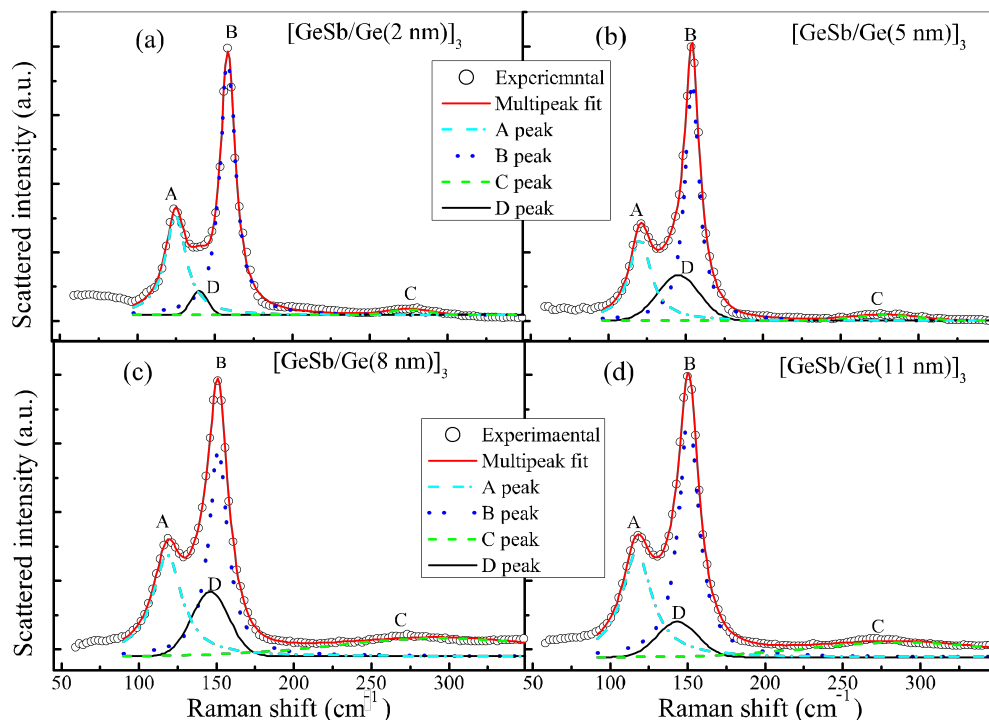 (a)
B
[GeSb/Ge(2 nm)]3
A
D
C
(b)
B
[GeSb/Ge(5 nm)]3
A
D
C
Experiemntal
Multipeak fit
A peak
B peak
C peak
D peak
Scattered intensity (a.u.)
(c)
B
[GeSb/Ge(8 nm)]3
A
D
C
(d)
B
[GeSb/Ge(11 nm)]3
A
D
C
Experimaental
Multipeak fit
A peak
B peak
C peak
D peak
Scattered intensity (a.u.)
50 100 150 200 250 300 50 100 150 200 250 300
Raman shift (cm-1) Raman shift (cm-1)